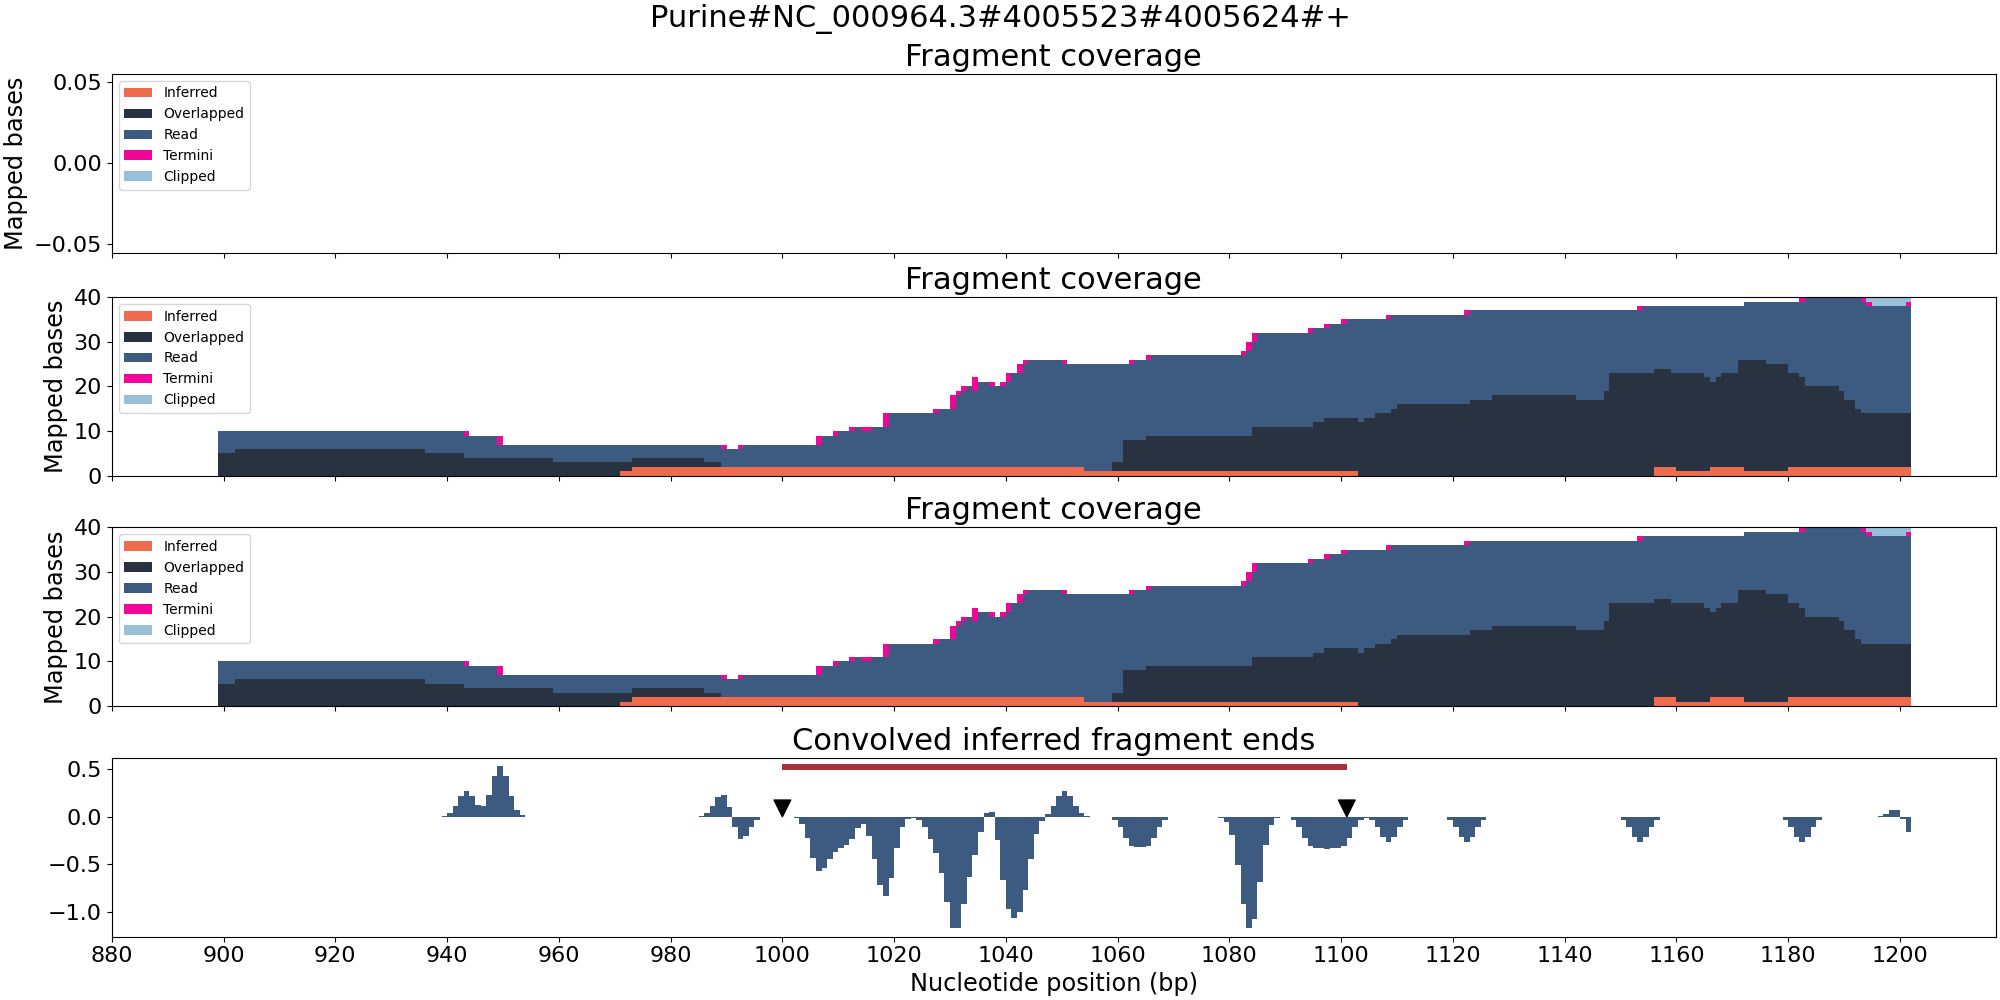 Purine#NC_000964.3#4005523#4005624#+
Fragment coverage
Mapped bases
0.05
0.00
−0.05
Inferred
Overlapped
Read
Termini
Clipped
Fragment coverage
Mapped bases
40
30
20
10
0
Inferred
Overlapped
Read
Termini
Clipped
Fragment coverage
Mapped bases
40
30
20
10
0
Inferred
Overlapped
Read
Termini
Clipped
Convolved inferred fragment ends
0.5
0.0
−0.5
−1.0
880 900 920 940 960 980 1000 1020 1040 1060 1080 1100 1120 1140 1160 1180 1200
Nucleotide position (bp)